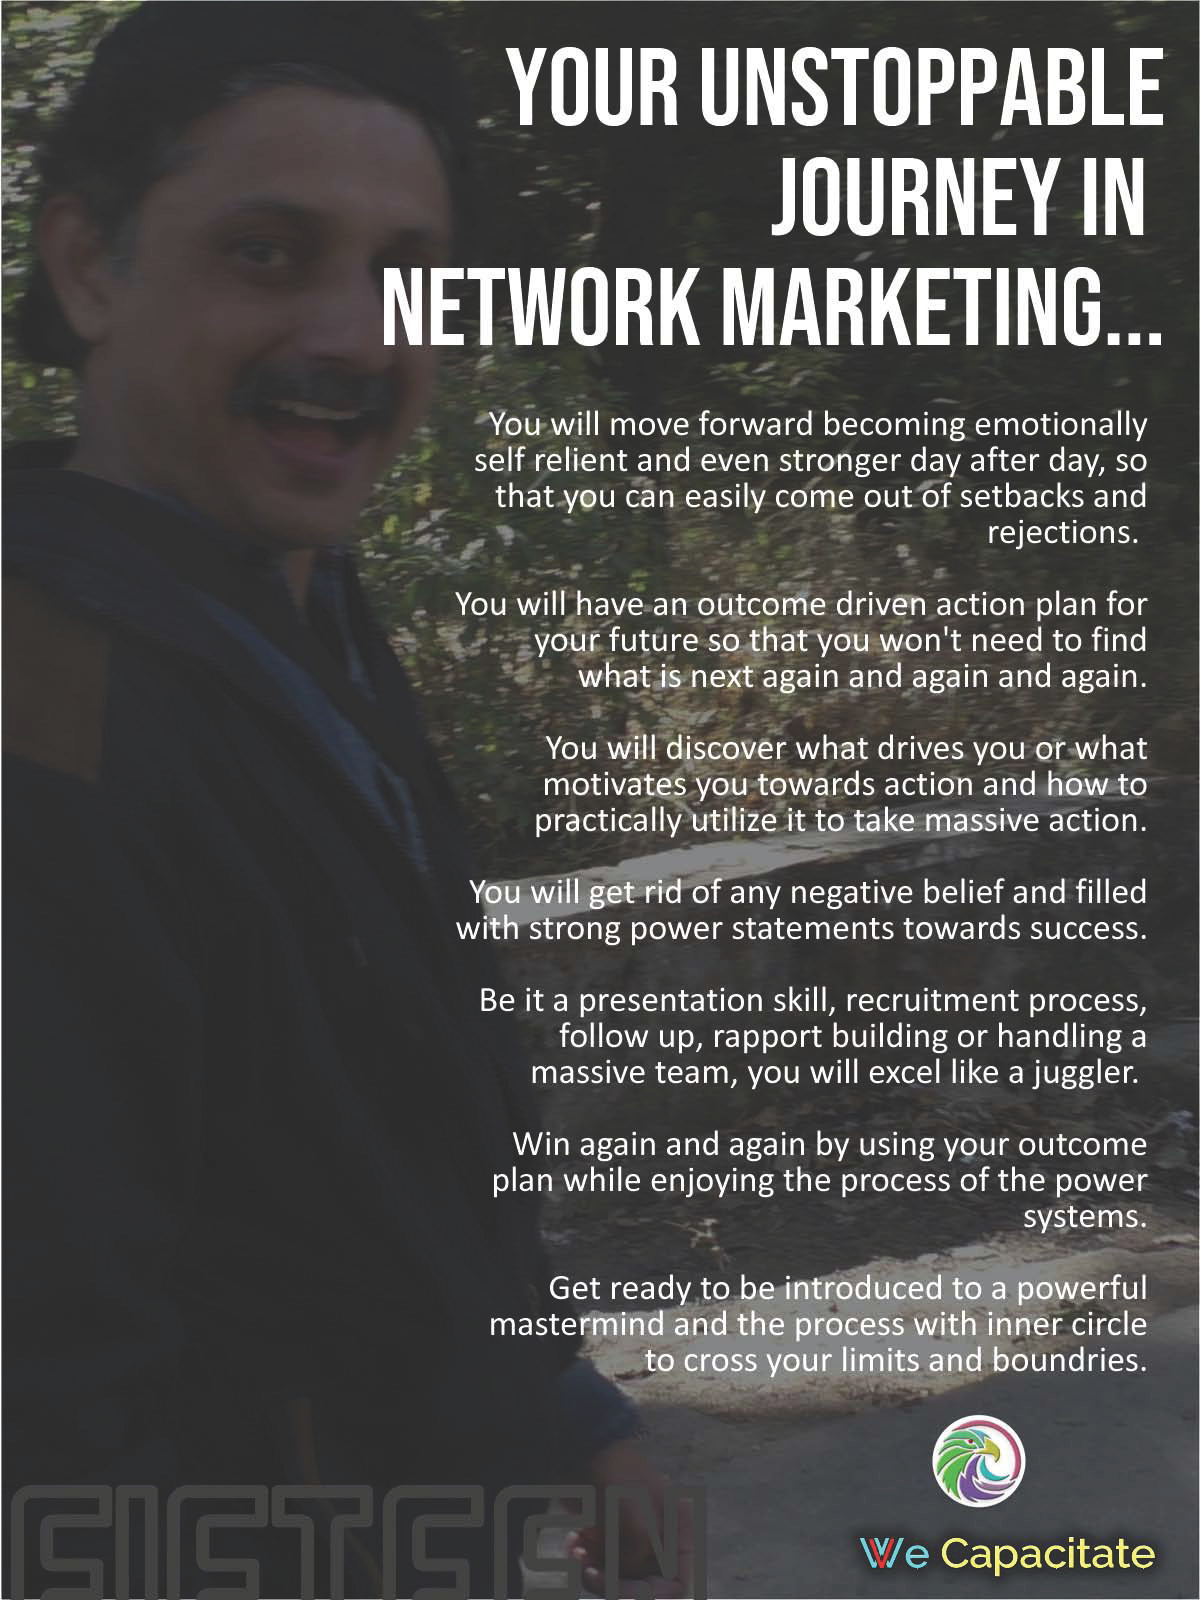 YOUR UNSTOPPABLE
JOURNEY IN
NETWORK MARKETING...
You will move forward becoming emotionally
self relient and even stronger day after day, so
that you can easily come out of setbacks and
rejections.
You will have an outcome driven action plan for
your future so that you won't need to find
what is next again and again and again.
You will discover what drives you or what
motivates you towards action and how to
practically utilize it to take massive action.
You will get rid of any negative belief and filled
with strong power statements towards success.
Be it a presentation skill, recruitment process,
follow up, rapport building or handling a
massive team, you will excel like a juggler.
Win again and again by using your outcome
plan while enjoying the process of the power
systems.
Get ready to be introduced to a powerful
mastermind and the process with inner circle
to cross your limits and boundries.
We Capacitate